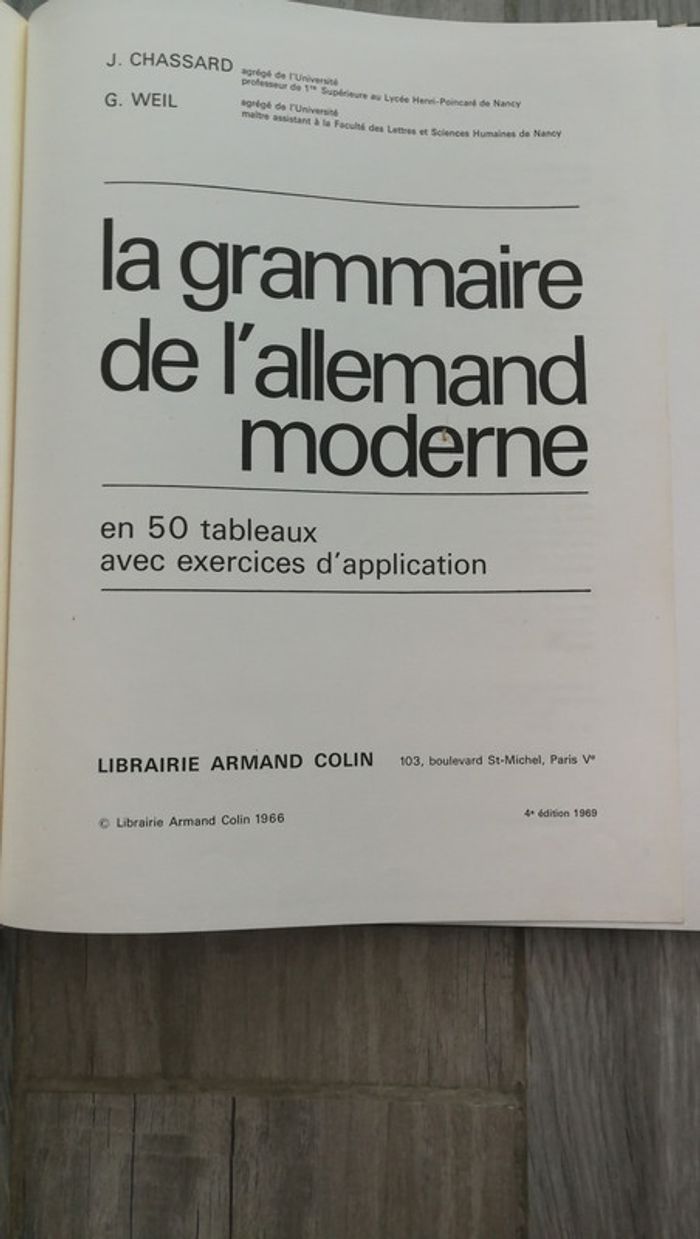 J. CHASSARD
agrégé de l'Université
professeur de 1re Supérieure au Lycée Henri-Poincaré de Nancy
G. WEIL
agrégé de l'Université
maître assistant à la Faculté des Lettres et Sciences Humaines de Nancy
la grammaire
de l'allemand
moderne
en 50 tableaux
avec exercices d'application
LIBRAIRIE ARMAND COLIN 103, boulevard St-Michel, Paris Ve
© Librairie Armand Colin 1966 4e édition 1969